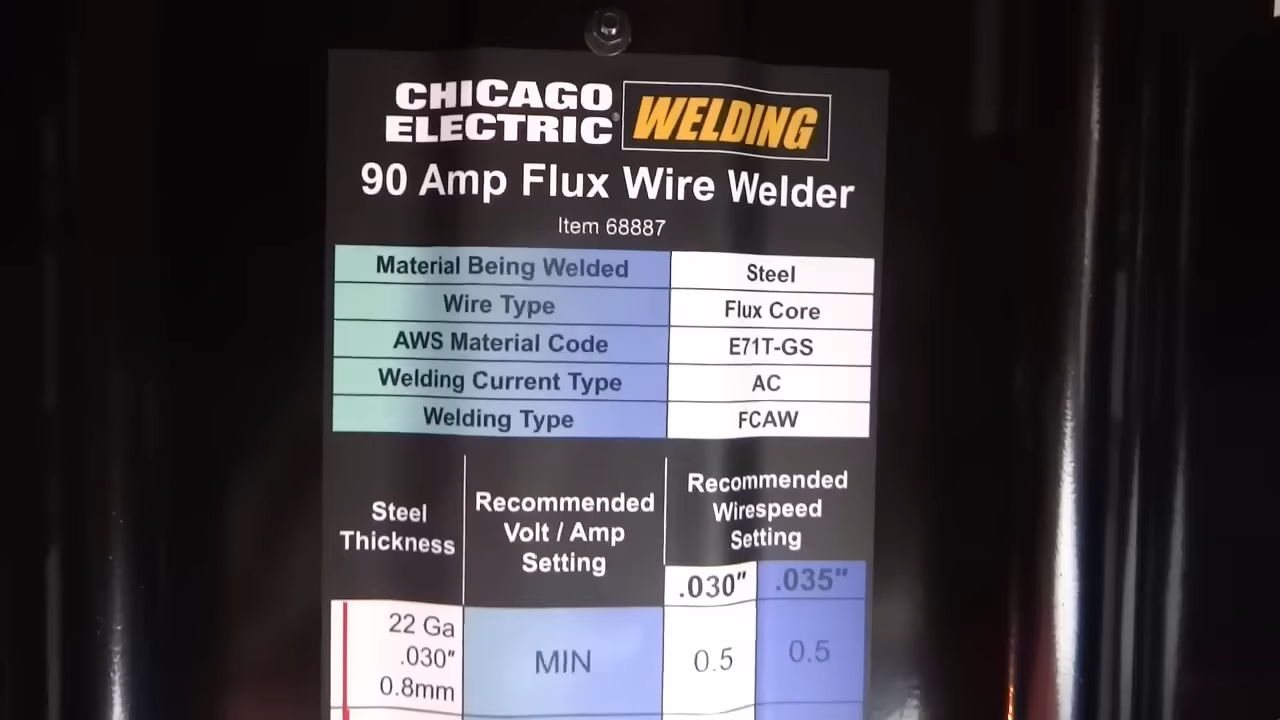 CHICAGO
ELECTRIC® WELDING
90 Amp Flux Wire Welder
Item 68887
Material Being Welded Steel
Wire Type Flux Core
AWS Material Code E71T-GS
Welding Current Type AC
Welding Type FCAW
Steel
Thickness
Recommended
Volt / Amp
Setting
Recommended
Wirespeed
Setting
.030" .035"
22 Ga
.030"
0.8mm
MIN
0.5
0.5